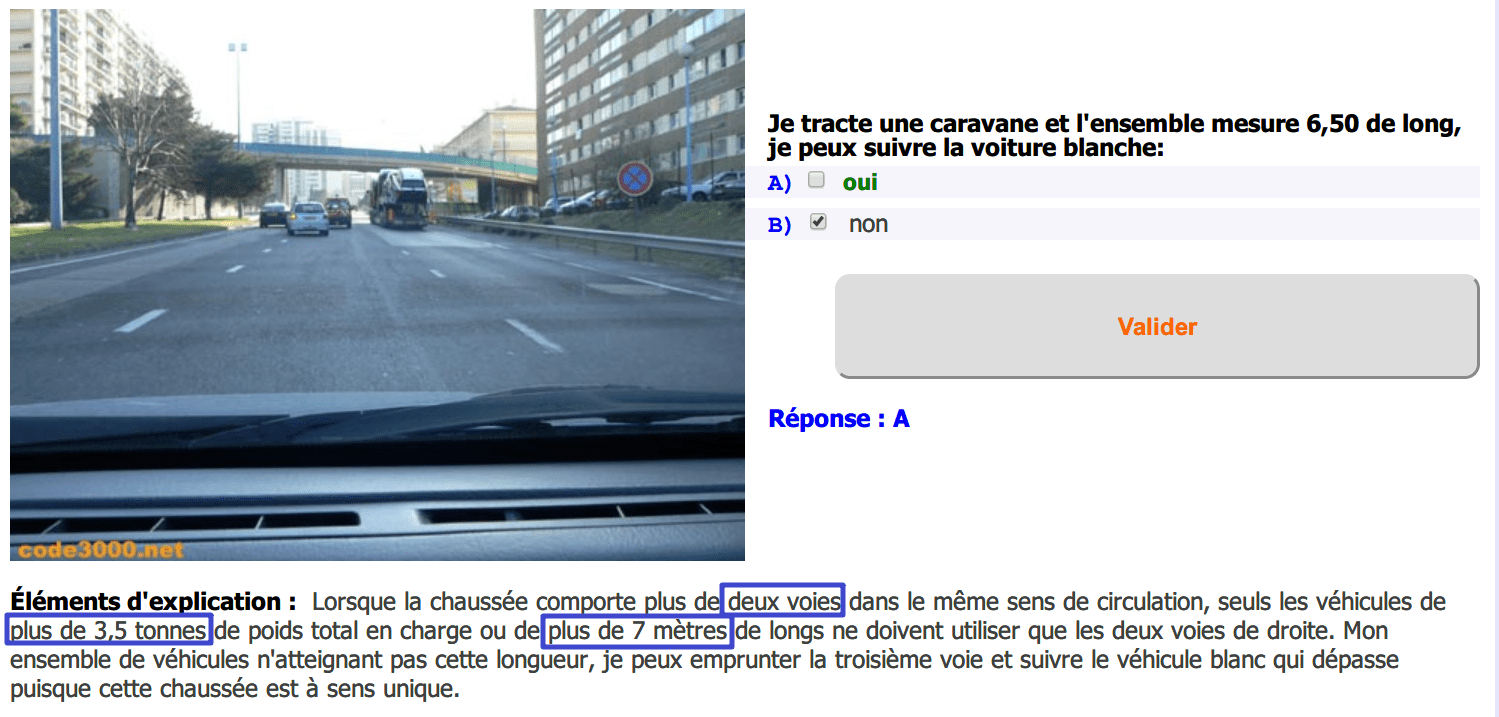 Je tracte une caravane et l'ensemble mesure 6,50 de long,
je peux suivre la voiture blanche:
A) oui
B) non
Valider
Réponse : A
code3000.net
Éléments d'explication : Lorsque la chaussée comporte plus de deux voies dans le même sens de circulation, seuls les véhicules de
plus de 3,5 tonnes de poids total en charge ou de plus de 7 mètres de longs ne doivent utiliser que les deux voies de droite. Mon
ensemble de véhicules n'atteignant pas cette longueur, je peux emprunter la troisième voie et suivre le véhicule blanc qui dépasse
puisque cette chaussée est à sens unique.